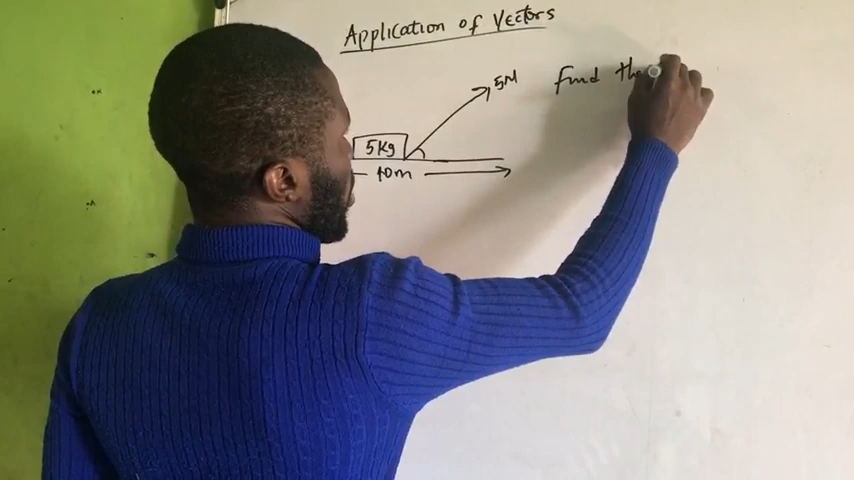 Application of Vectors
5N
find the
5Kg
10m